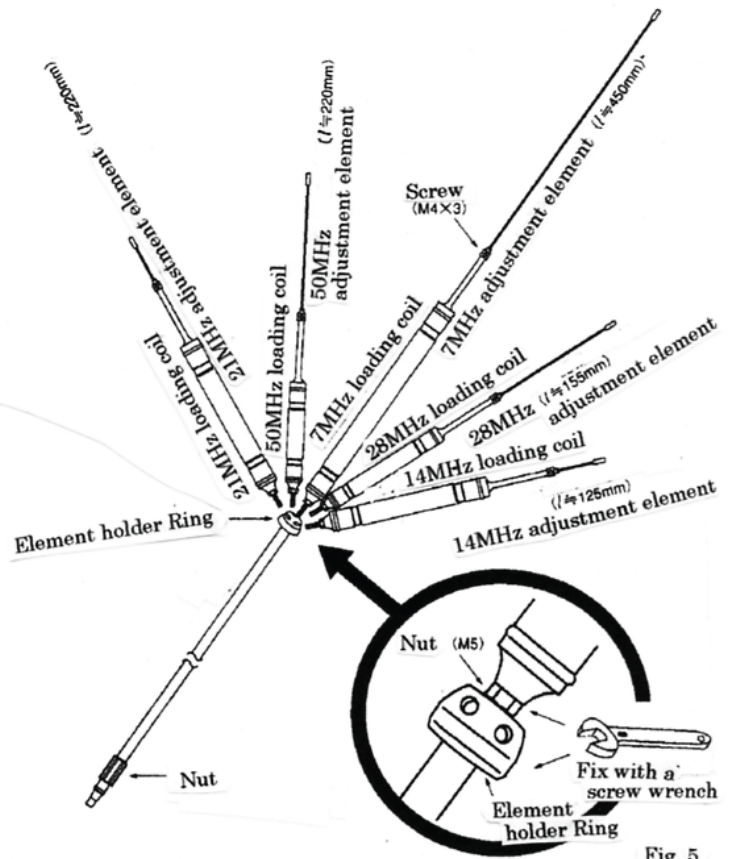 21MHz adjustment element (l≒220mm)
21MHz loading coil
50MHz loading coil
50MHz (l≒220mm)
adjustment element
Screw
(M4×3)
7MHz adjustment element (l≒450mm)
7MHz loading coil
28MHz loading coil
28MHz (l≒155mm)
adjustment element
14MHz loading coil
(l≒125mm)
14MHz adjustment element
Element holder Ring
Nut
Nut (M5)
Fix with a
screw wrench
Element
holder Ring
Fig. 5